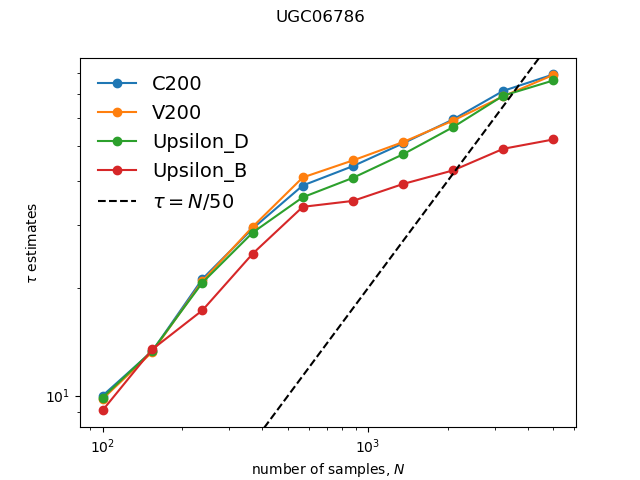 UGC06786
C200
V200
Upsilon_D
Upsilon_B
τ = N/50
τ estimates
10¹
10² 10³
number of samples, N